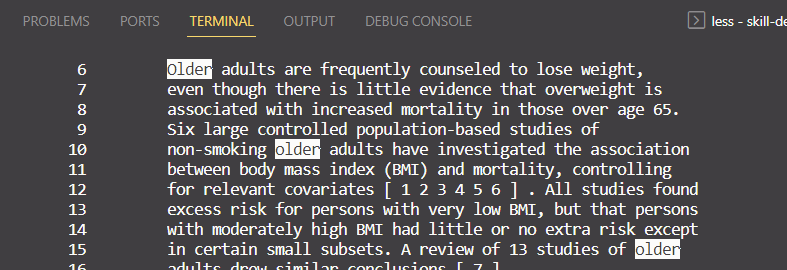 PROBLEMS PORTS TERMINAL OUTPUT DEBUG CONSOLE less - skill-de
6 Older adults are frequently counseled to lose weight,
7 even though there is little evidence that overweight is
8 associated with increased mortality in those over age 65.
9 Six large controlled population-based studies of
10 non-smoking older adults have investigated the association
11 between body mass index (BMI) and mortality, controlling
12 for relevant covariates [ 1 2 3 4 5 6 ] . All studies found
13 excess risk for persons with very low BMI, but that persons
14 with moderately high BMI had little or no extra risk except
15 in certain small subsets. A review of 13 studies of older
16 adults drew similar conclusions [ 7 ]